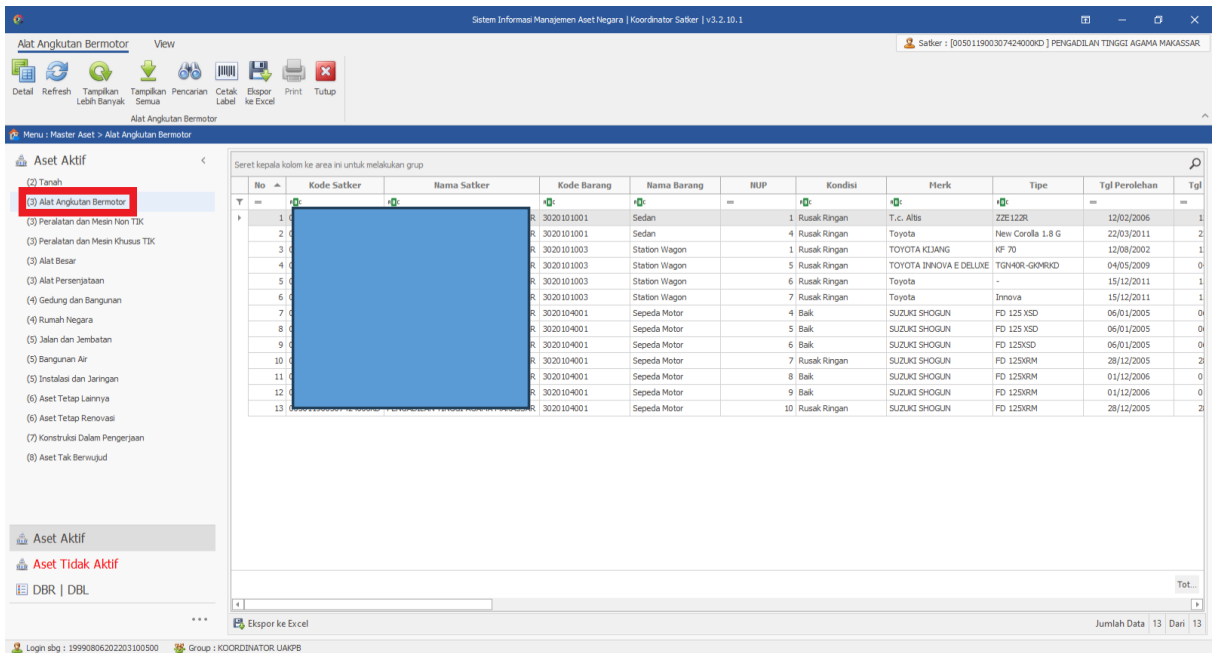 Sistem Informasi Manajemen Aset Negara | Koordinator Satker | v3.2.10.1
Alat Angkutan Bermotor View
Satker : [005011900307424000KD ] PENGADILAN TINGGI AGAMA MAKASSAR
Detail Refresh Tampilkan Lebih Banyak Tampilkan Semua Pencarian Cetak Label Ekspor ke Excel Print Tutup
Alat Angkutan Bermotor
Menu : Master Aset > Alat Angkutan Bermotor
Aset Aktif <
(2) Tanah
(3) Alat Angkutan Bermotor
(3) Peralatan dan Mesin Non TIK
(3) Peralatan dan Mesin Khusus TIK
(3) Alat Besar
(3) Alat Persenjataan
(4) Gedung dan Bangunan
(4) Rumah Negara
(5) Jalan dan Jembatan
(5) Bangunan Air
(5) Instalasi dan Jaringan
(6) Aset Tetap Lainnya
(6) Aset Tetap Renovasi
(7) Konstruksi Dalam Pengerjaan
(8) Aset Tak Berwujud
Aset Aktif
Aset Tidak Aktif
DBR | DBL
Seret kepala kolom ke area ini untuk melakukan grup
No Kode Satker Nama Satker Kode Barang Nama Barang NUP Kondisi Merk Tipe Tgl Perolehan Tgl
1 R 3020101001 Sedan 1 Rusak Ringan T.c. Altis ZZE122R 12/02/2006 1
2 R 3020101001 Sedan 4 Rusak Ringan Toyota New Corolla 1.8 G 22/03/2011 2
3 R 3020101003 Station Wagon 1 Rusak Ringan TOYOTA KIJANG KF 70 12/08/2002 1
4 R 3020101003 Station Wagon 5 Rusak Ringan TOYOTA INNOVA E DELUXE TGN40R-GKMRKD 04/05/2009 0
5 R 3020101003 Station Wagon 6 Rusak Ringan Toyota - 15/12/2011 1
6 R 3020101003 Station Wagon 7 Rusak Ringan Toyota Innova 15/12/2011 1
7 R 3020104001 Sepeda Motor 4 Baik SUZUKI SHOGUN FD 125 XSD 06/01/2005 0
8 R 3020104001 Sepeda Motor 5 Baik SUZUKI SHOGUN FD 125 XSD 06/01/2005 0
9 R 3020104001 Sepeda Motor 6 Baik SUZUKI SHOGUN FD 125XSD 06/01/2005 0
10 R 3020104001 Sepeda Motor 7 Rusak Ringan SUZUKI SHOGUN FD 125XRM 28/12/2005 2
11 R 3020104001 Sepeda Motor 8 Baik SUZUKI SHOGUN FD 125XRM 01/12/2006 0
12 R 3020104001 Sepeda Motor 9 Baik SUZUKI SHOGUN FD 125XRM 01/12/2006 0
13 R 3020104001 Sepeda Motor 10 Rusak Ringan SUZUKI SHOGUN FD 125XRM 28/12/2005 2
Tot...
Ekspor ke Excel Jumlah Data 13 Dari 13
Login sbg : 19990806202203100500 Group : KOORDINATOR UAKPB